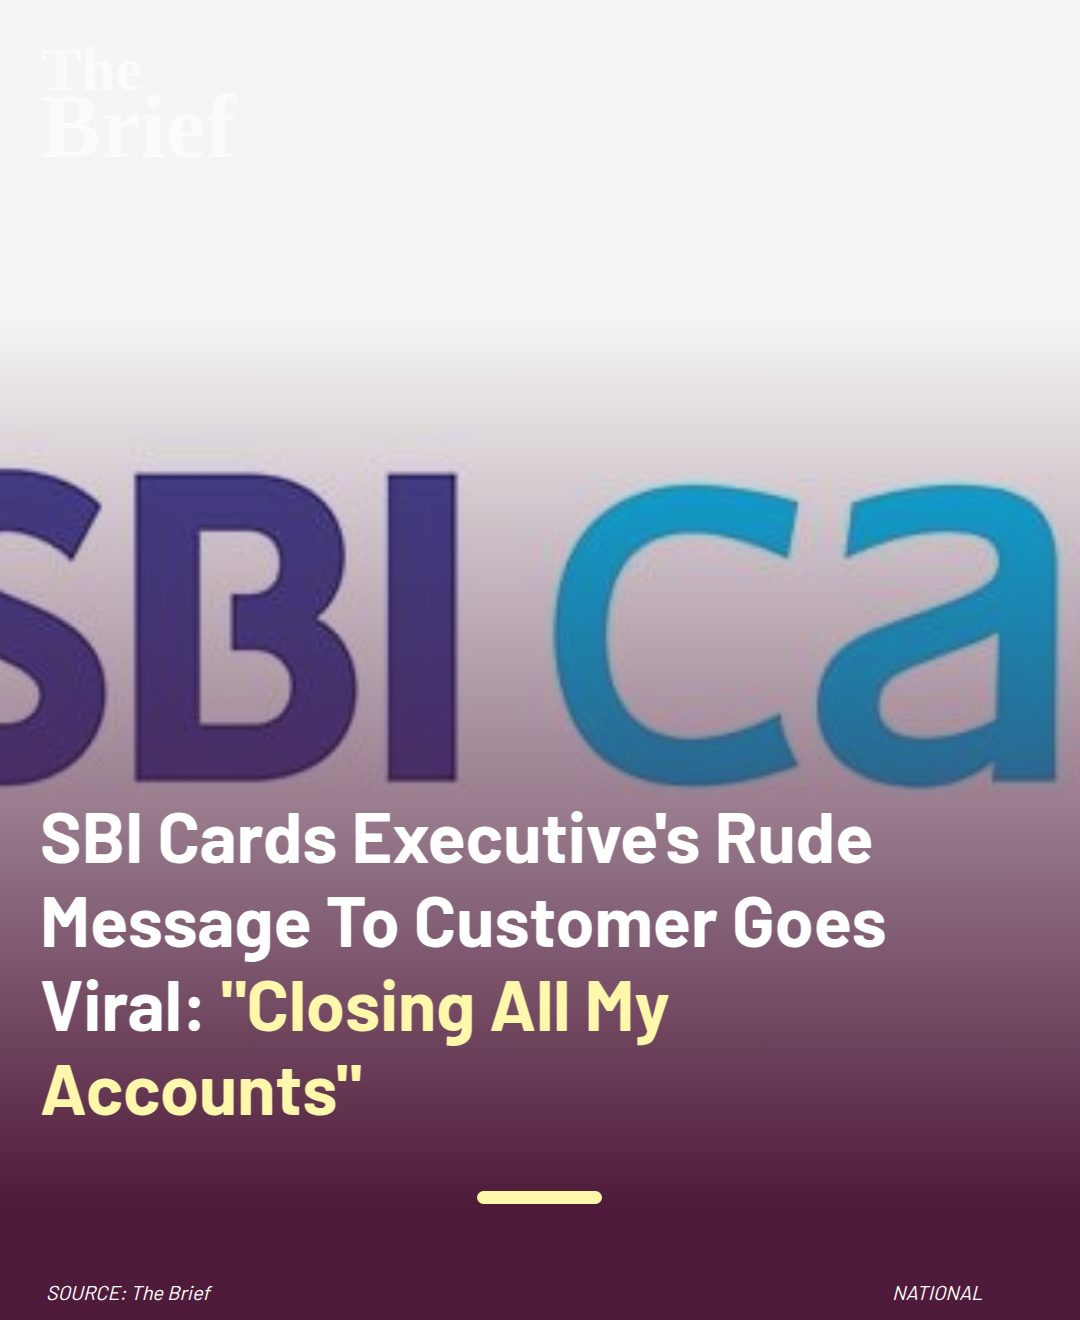 The
Brief
SBI ca
SBI Cards Executive's Rude
Message To Customer Goes
Viral: "Closing All My
Accounts"
SOURCE: The Brief
NATIONAL